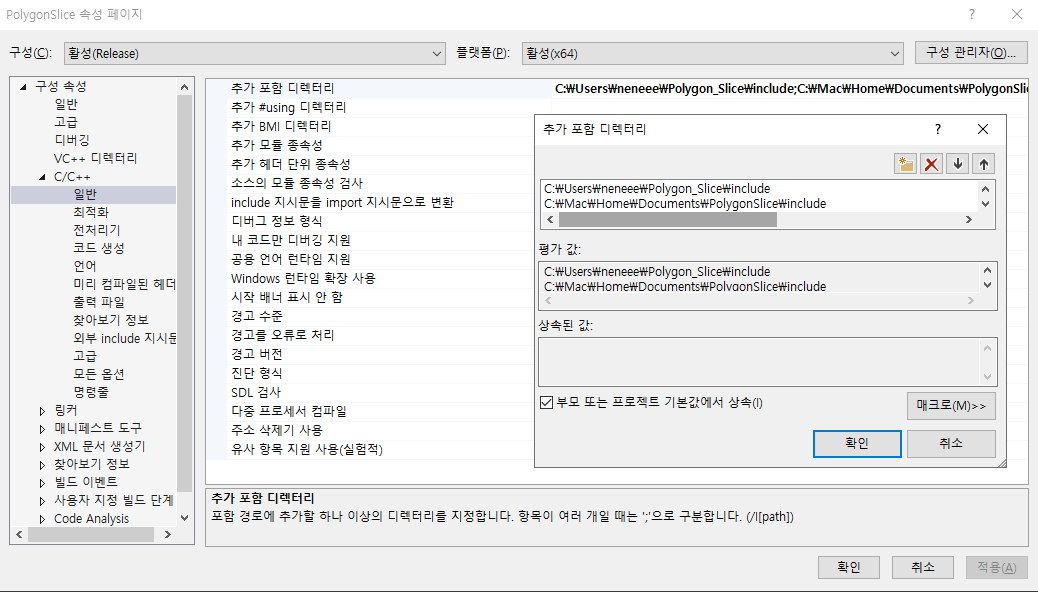 PolygonSlice 속성 페이지
구성(C): 활성(Release) 플랫폼(P): 활성(x64) 구성 관리자(O)...
구성 속성
일반
고급
디버깅
VC++ 디렉터리
C/C++
일반
최적화
전처리기
코드 생성
언어
미리 컴파일된 헤더
출력 파일
찾아보기 정보
외부 include 지시문
고급
모든 옵션
명령줄
링커
매니페스트 도구
XML 문서 생성기
찾아보기 정보
빌드 이벤트
사용자 지정 빌드 단계
Code Analysis
추가 포함 디렉터리 C:₩Users₩neneee₩Polygon_Slice₩include;C:₩Mac₩Home₩Documents₩PolygonSli
추가 #using 디렉터리
추가 BMI 디렉터리
추가 모듈 종속성
추가 헤더 단위 종속성
소스의 모듈 종속성 검사
include 지시문을 import 지시문으로 변환
디버그 정보 형식
내 코드만 디버깅 지원
공용 언어 런타임 지원
Windows 런타임 확장 사용
시작 배너 표시 안 함
경고 수준
경고를 오류로 처리
경고 버전
진단 형식
SDL 검사
다중 프로세서 컴파일
주소 삭제기 사용
유사 항목 지원 사용(실험적)
추가 포함 디렉터리
C:₩Users₩neneee₩Polygon_Slice₩include
C:₩Mac₩Home₩Documents₩PolygonSlice₩include
평가 값:
C:₩Users₩neneee₩Polygon_Slice₩include
C:₩Mac₩Home₩Documents₩PolygonSlice₩include
상속된 값:
부모 또는 프로젝트 기본값에서 상속(I)
매크로(M)>>
확인 취소
추가 포함 디렉터리
포함 경로에 추가할 하나 이상의 디렉터리를 지정합니다. 항목이 여러 개일 때는 ';'으로 구분합니다. (/I[path])
확인 취소 적용(A)